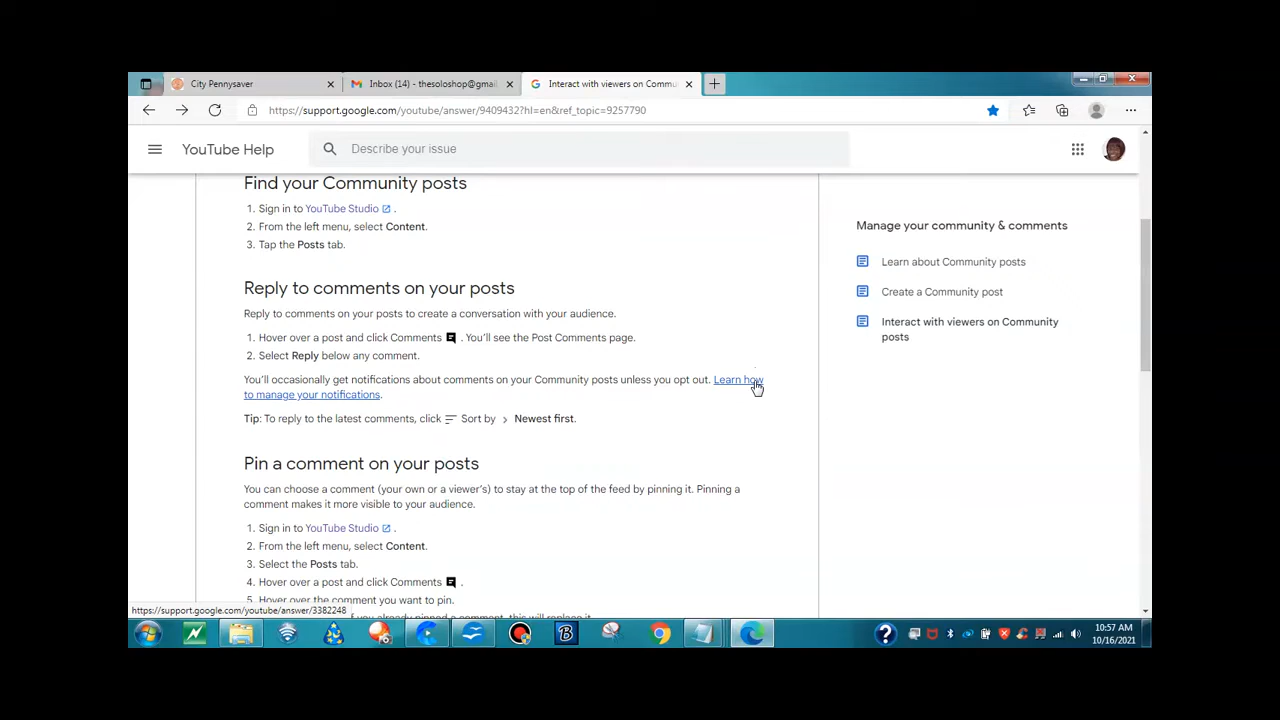 City Pennysaver
Inbox (14) - thesoloshop@gmail
Interact with viewers on Commu
https://support.google.com/youtube/answer/9409432?hl=en&ref_topic=9257790
YouTube Help
Describe your issue
Find your Community posts
1. Sign in to YouTube Studio .
2. From the left menu, select Content.
3. Tap the Posts tab.
Reply to comments on your posts
Reply to comments on your posts to create a conversation with your audience.
1. Hover over a post and click Comments . You'll see the Post Comments page.
2. Select Reply below any comment.
You'll occasionally get notifications about comments on your Community posts unless you opt out. Learn how
to manage your notifications.
Tip: To reply to the latest comments, click Sort by > Newest first.
Pin a comment on your posts
You can choose a comment (your own or a viewer's) to stay at the top of the feed by pinning it. Pinning a
comment makes it more visible to your audience.
1. Sign in to YouTube Studio .
2. From the left menu, select Content.
3. Select the Posts tab.
4. Hover over a post and click Comments .
5. Hover over the comment you want to pin.
if you already pinned a comment, this will replace it.
Manage your community & comments
Learn about Community posts
Create a Community post
Interact with viewers on Community
posts
https://support.google.com/youtube/answer/3382248
B
?
10:57 AM
10/16/2021